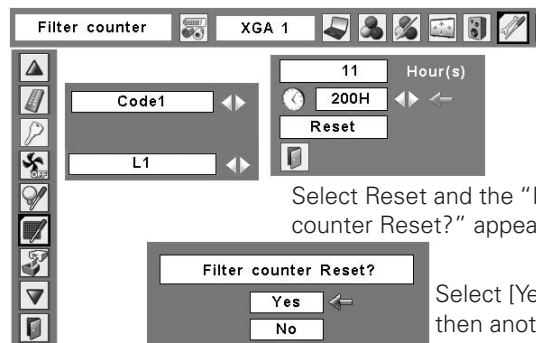 Filter counter XGA 1
11 Hour(s)
Code1 200H
Reset
L1
OFF
Select Reset and the "
counter Reset?" appea
Filter counter Reset?
Yes
Select [Ye
No
then anot